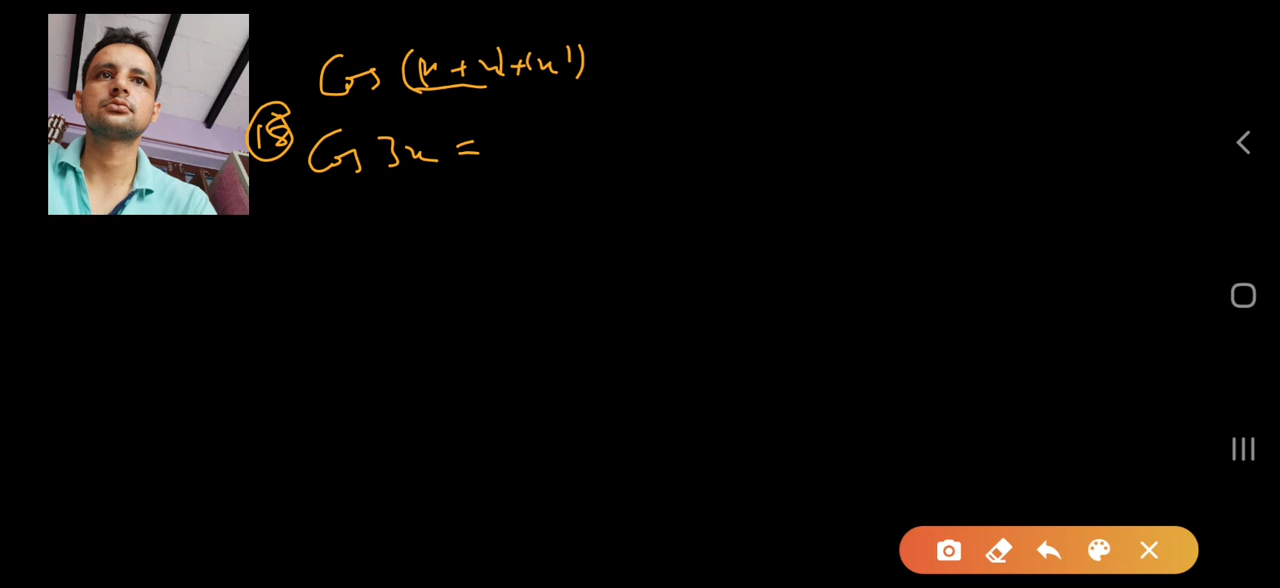 Cos (x + x) + (x)
(18) Cos 3x =